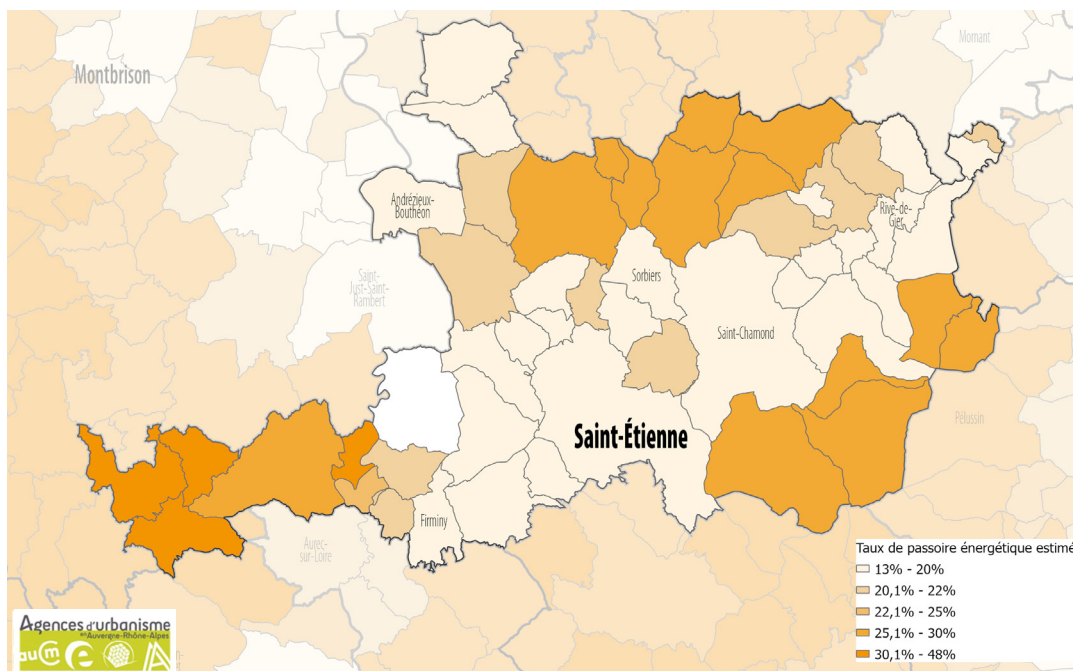 Montbrison
Mornant
Andrézieux-
Bouthéon
Rive-de-
Gier
Saint-
Just-Saint-
Rambert
Sorbiers
Saint-Chamond
Saint-Étienne
Pélussin
Firminy
Aurec-
sur-Loire
Taux de passoire énergétique estimé
13% - 20%
20,1% - 22%
22,1% - 25%
25,1% - 30%
30,1% - 48%
Agences d'urbanisme
en Auvergne-Rhône-Alpes